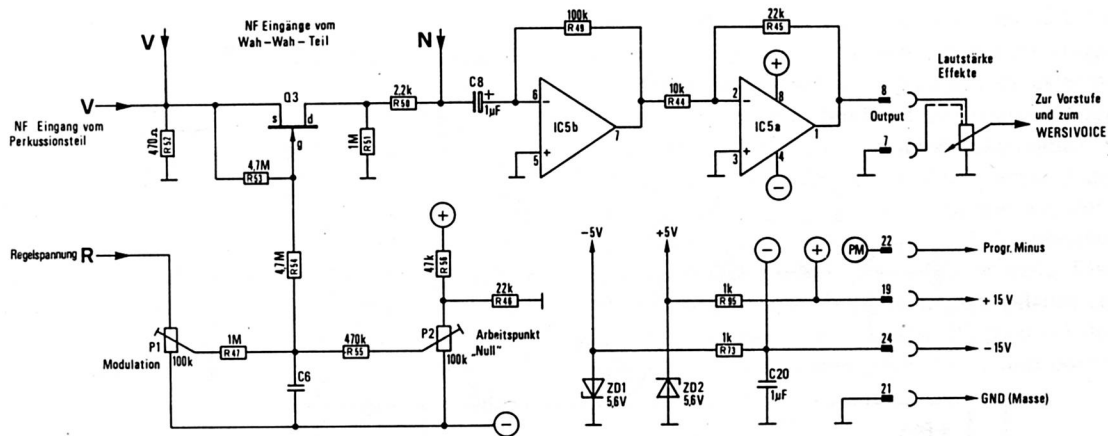 V
NF Eingänge vom
Wah-Wah-Teil
N
100k
R49
22k
R45
V
NF Eingang vom
Perkussionsteil
470Ω
R52
Q3
s
d
g
4,7M
R53
1M
R51
2,2k
R50
C8
+
1µF
6
–
5
+
IC5b
7
10k
R44
2
–
3
+
IC5a
+
8
4
–
1
8
Output
7
Lautstärke
Effekte
Zur Vorstufe
und zum
WERSIVOICE
Regelspannung R
4,7M
R54
+
47k
R56
22k
R46
P1
100k
Modulation
1M
R47
470k
R55
P2
100k
Arbeitspunkt
„Null"
C6
–
–5V
+5V
–
+
PM
22
Progr. Minus
1k
R95
19
+ 15 V
1k
R73
24
– 15V
ZD1
5,6V
ZD2
5,6V
C20
1µF
21
GND (Masse)